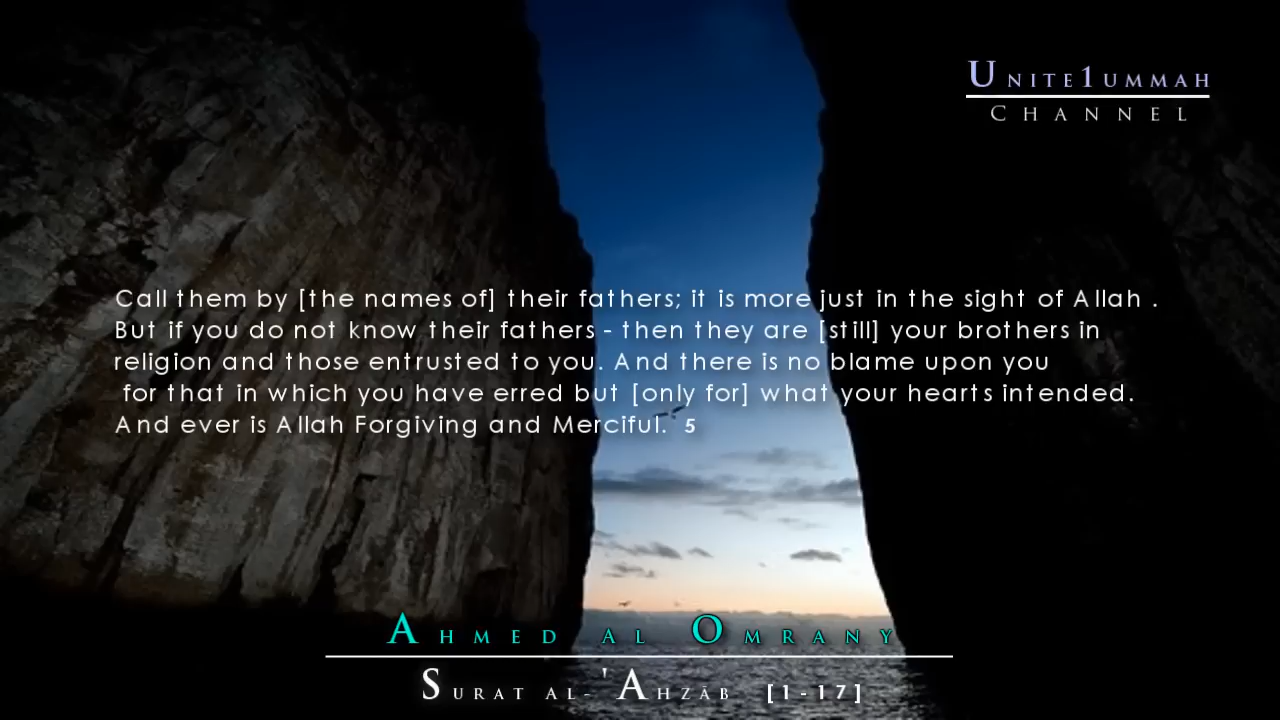 UNITE1UMMAH
CHANNEL
Call them by [the names of] their fathers; it is more just in the sight of Allah .
But if you do not know their fathers - then they are [still] your brothers in
religion and those entrusted to you. And there is no blame upon you
for that in which you have erred but [only for] what your hearts intended.
And ever is Allah Forgiving and Merciful. 5
AHMED AL OMRANY
SURAT AL-'AHZĀB [1-17]